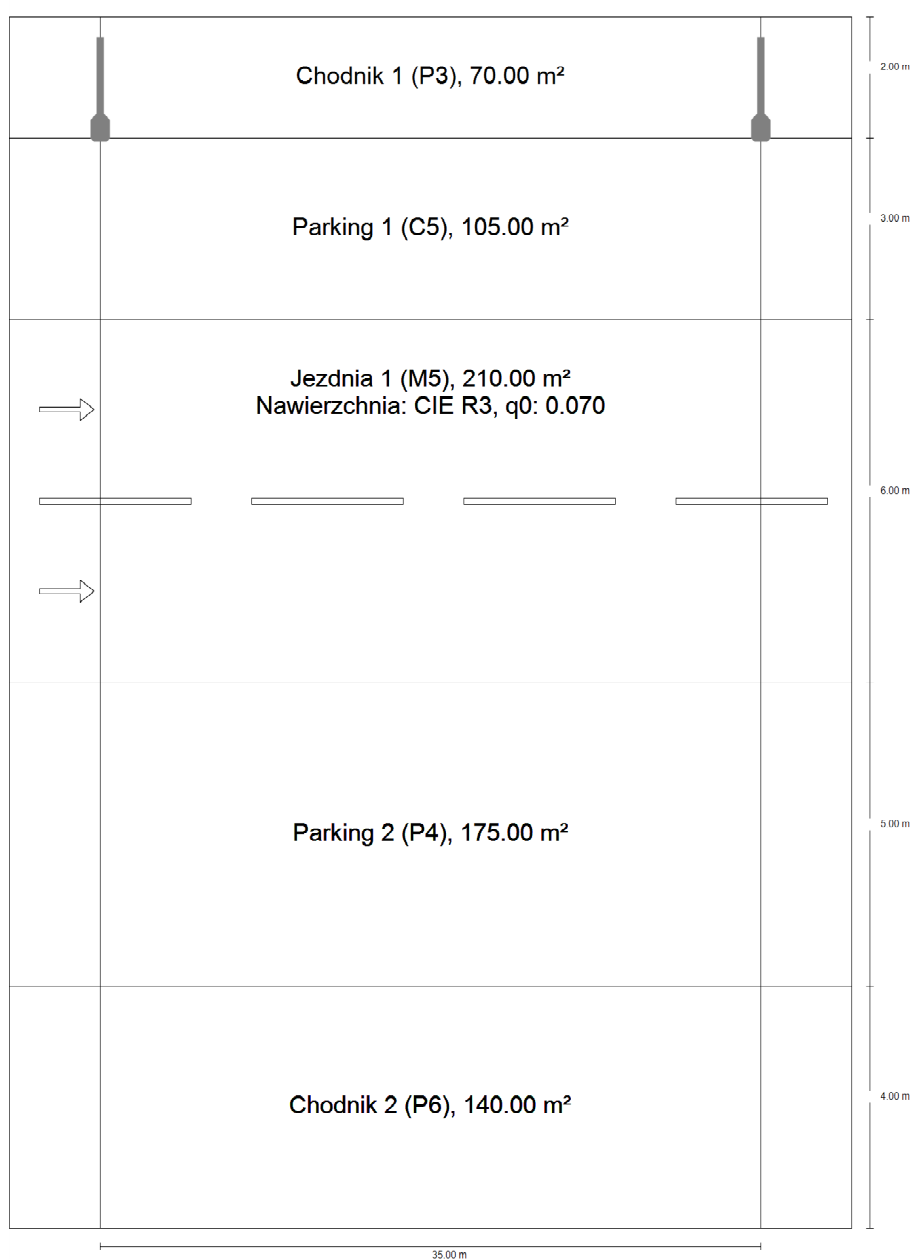 Chodnik 1 (P3), 70.00 m²
2.00 m
Parking 1 (C5), 105.00 m²
3.00 m
Jezdnia 1 (M5), 210.00 m²
Nawierzchnia: CIE R3, q0: 0.070
6.00 m
Parking 2 (P4), 175.00 m²
5.00 m
Chodnik 2 (P6), 140.00 m²
4.00 m
35.00 m